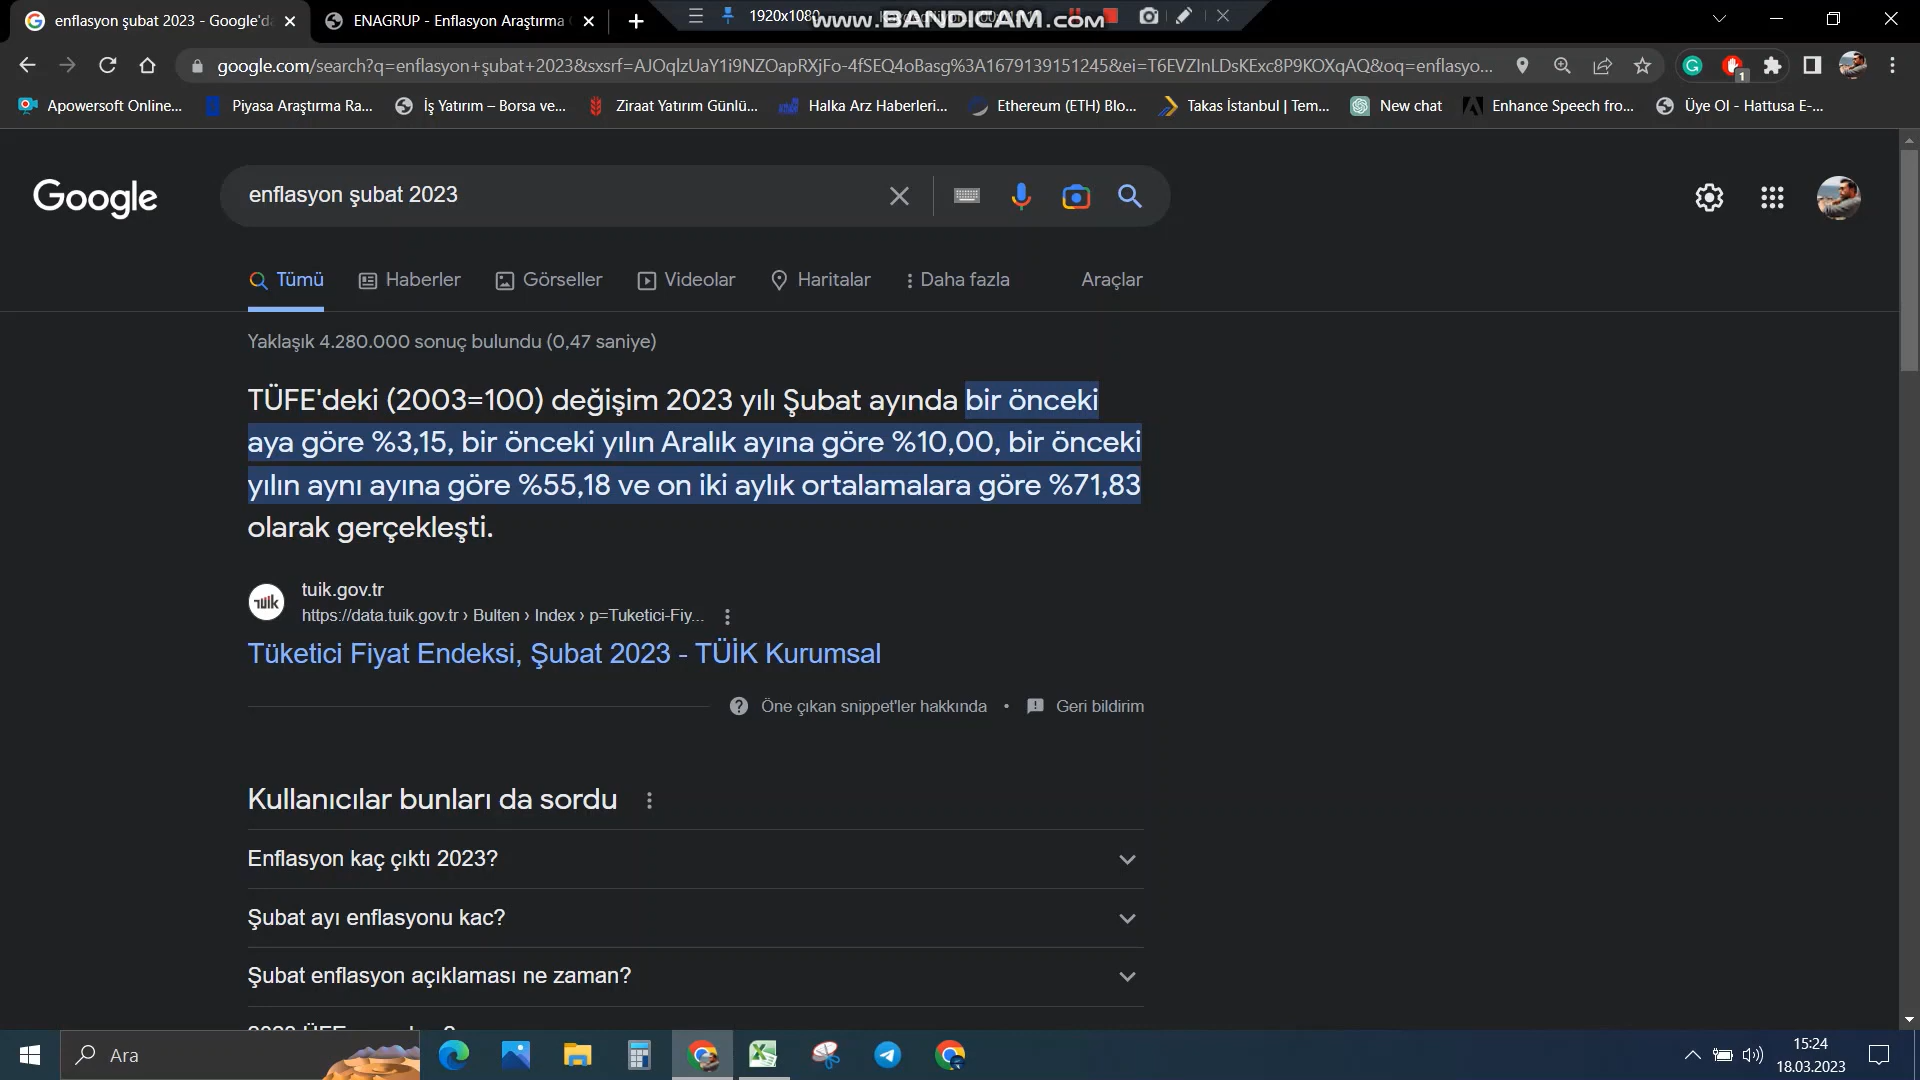 enflasyon şubat 2023 - Google'da
ENAGRUP - Enflasyon Araştırma
1920x1080
www.BANDICAM.com
google.com/search?q=enflasyon+şubat+2023&sxsrf=AJOqlzUaY1i9NZOapRXjFo-4fSEQ4oBasg%3A1679139151245&ei=T6EVZInLDsKExc8P9KOXqAQ&oq=enflasyo...
1
Apowersoft Online...
Piyasa Araştırma Ra...
İş Yatırım – Borsa ve...
Ziraat Yatırım Günlü...
Halka Arz Haberleri...
Ethereum (ETH) Blo...
Takas İstanbul | Tem...
New chat
Enhance Speech fro...
Üye Ol - Hattusa E-...
Google
enflasyon şubat 2023
Tümü
Haberler
Görseller
Videolar
Haritalar
Daha fazla
Araçlar
Yaklaşık 4.280.000 sonuç bulundu (0,47 saniye)
TÜFE'deki (2003=100) değişim 2023 yılı Şubat ayında bir önceki
aya göre %3,15, bir önceki yılın Aralık ayına göre %10,00, bir önceki
yılın aynı ayına göre %55,18 ve on iki aylık ortalamalara göre %71,83
olarak gerçekleşti.
tuik.gov.tr
TUİK
https://data.tuik.gov.tr › Bulten › Index › p=Tuketici-Fiy...
Tüketici Fiyat Endeksi, Şubat 2023 - TÜİK Kurumsal
Öne çıkan snippet'ler hakkında • Geri bildirim
Kullanıcılar bunları da sordu
Enflasyon kaç çıktı 2023?
Şubat ayı enflasyonu kac?
Şubat enflasyon açıklaması ne zaman?
Ara
15:24
18.03.2023